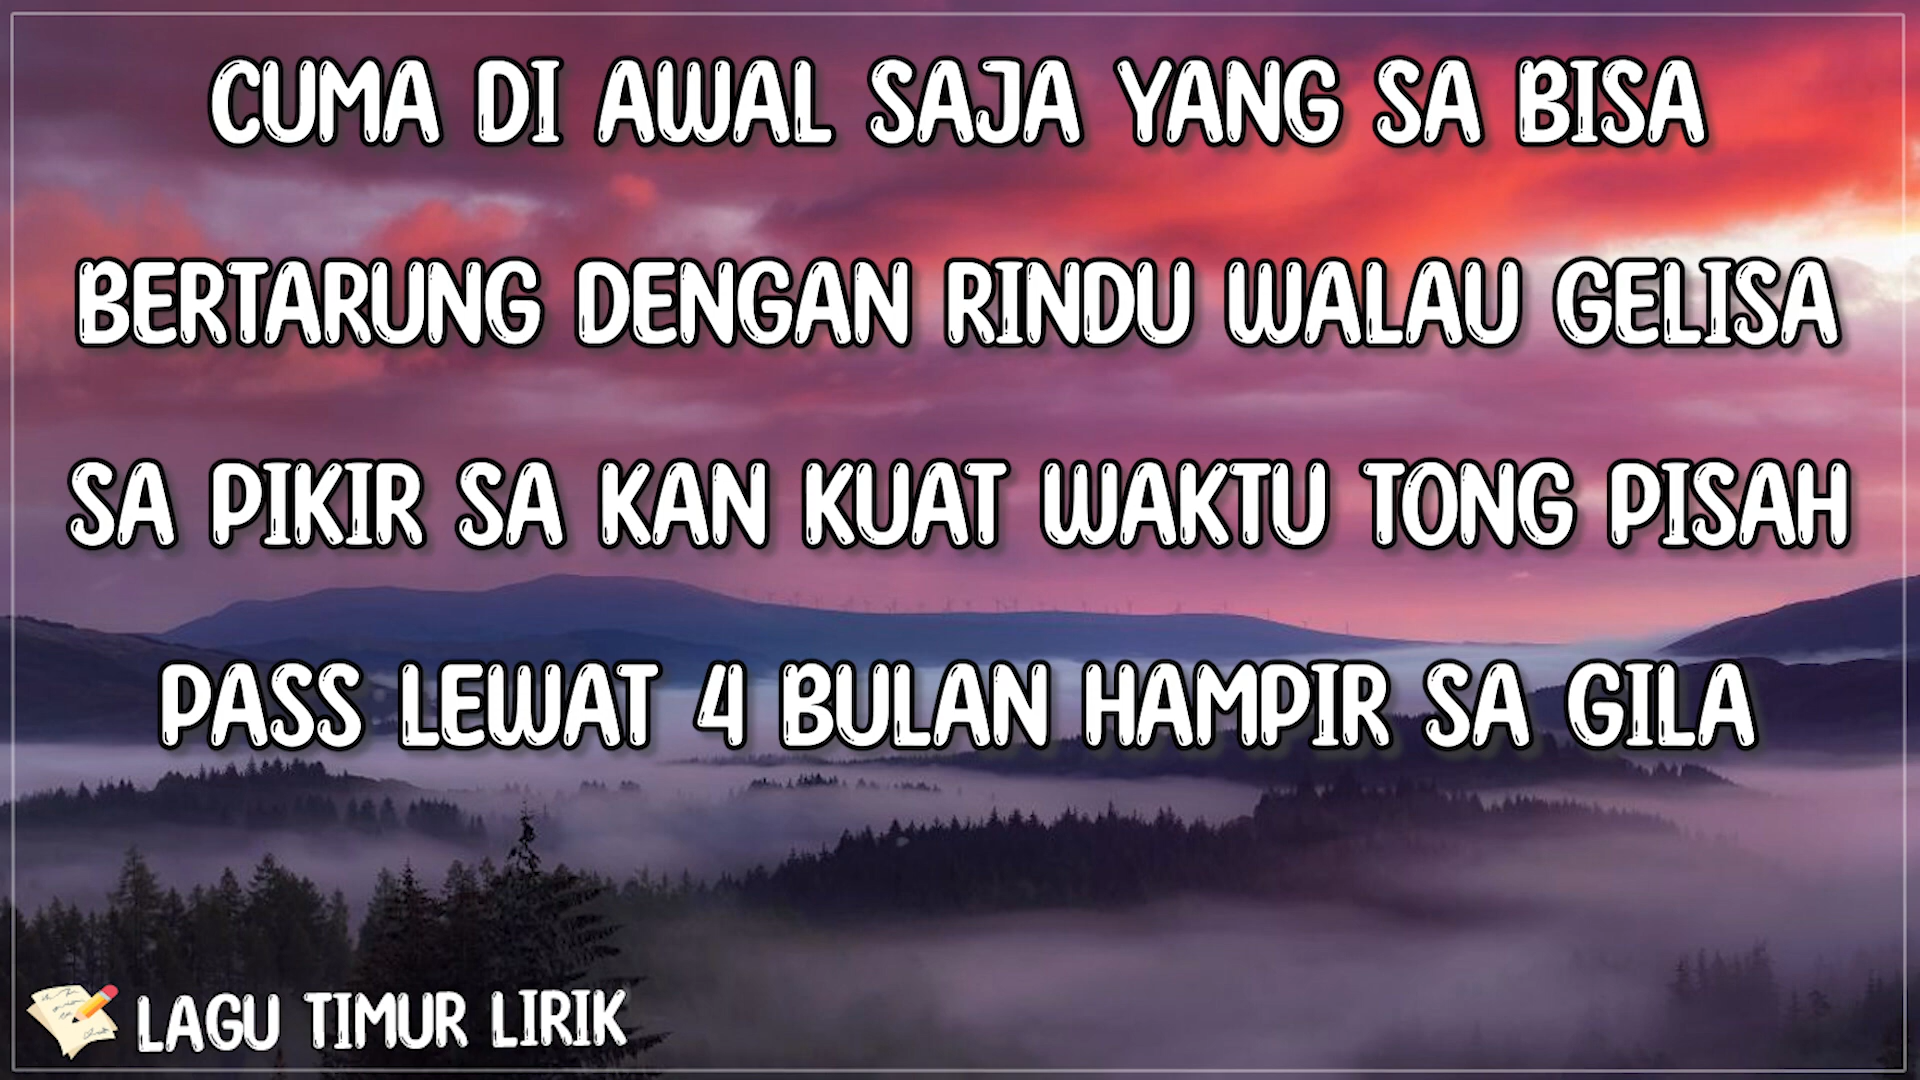 CUMA DI AWAL SAJA YANG SA BISA
BERTARUNG DENGAN RINDU WALAU GELISA
SA PIKIR SA KAN KUAT WAKTU TONG PISAH
PASS LEWAT 4 BULAN HAMPIR SA GILA
LAGU TIMUR LIRIK